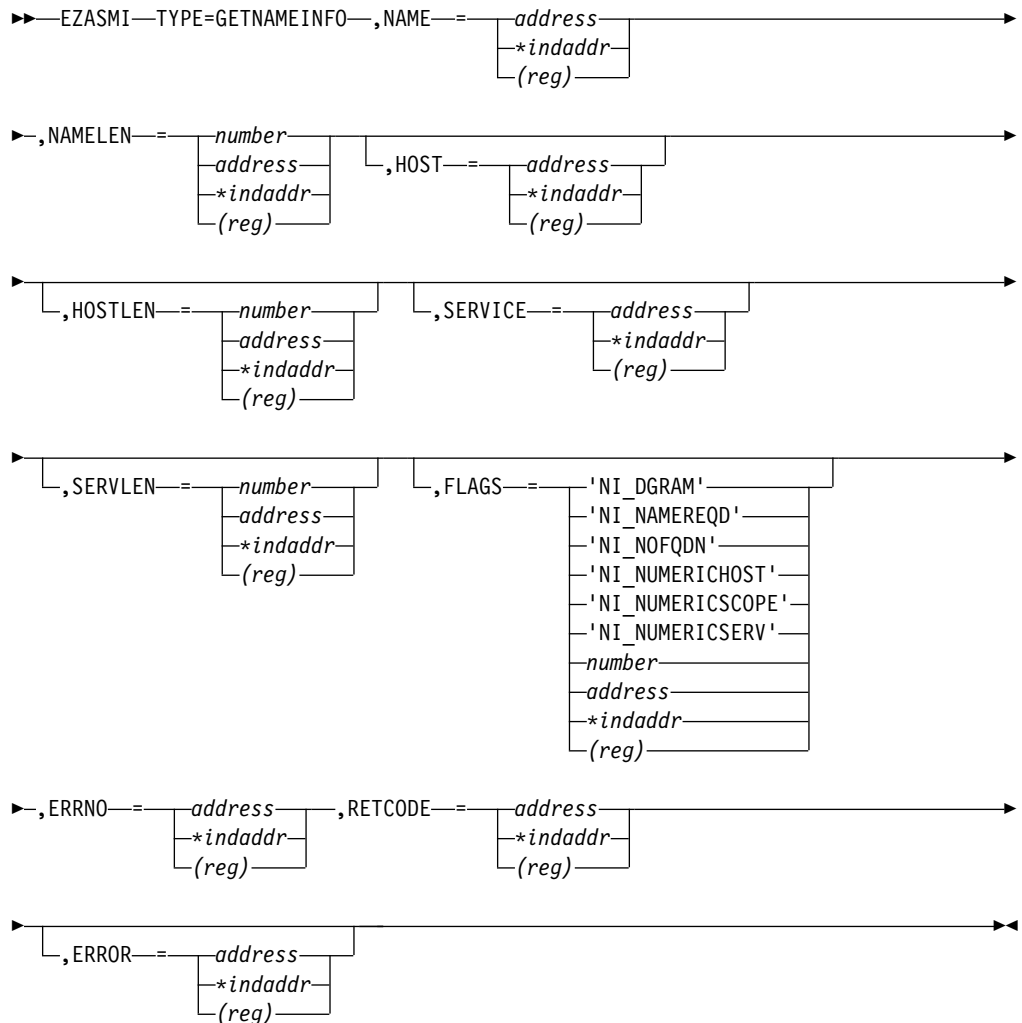 EZASMI TYPE=GETNAMEINFO ,NAME = address
*indaddr
(reg)
,NAMELEN = number
address
*indaddr
(reg)
,HOST = address
*indaddr
(reg)
,HOSTLEN = number
address
*indaddr
(reg)
,SERVICE = address
*indaddr
(reg)
,SERVLEN = number
address
*indaddr
(reg)
,FLAGS = 'NI_DGRAM'
'NI_NAMEREQD'
'NI_NOFQDN'
'NI_NUMERICHOST'
'NI_NUMERICSCOPE'
'NI_NUMERICSERV'
number
address
*indaddr
(reg)
,ERRNO = address
*indaddr
(reg)
,RETCODE = address
*indaddr
(reg)
,ERROR = address
*indaddr
(reg)